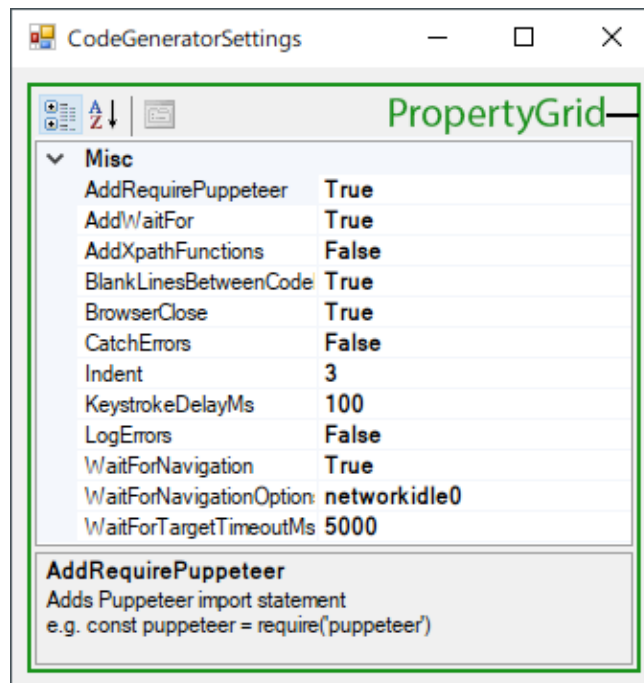 CodeGeneratorSettings
PropertyGrid
Misc
AddRequirePuppeteer True
AddWaitFor True
AddXpathFunctions False
BlankLinesBetweenCode True
BrowserClose True
CatchErrors False
Indent 3
KeystrokeDelayMs 100
LogErrors False
WaitForNavigation True
WaitForNavigationOption networkidle0
WaitForTargetTimeoutMs 5000
AddRequirePuppeteer
Adds Puppeteer import statement
e.g. const puppeteer = require('puppeteer')